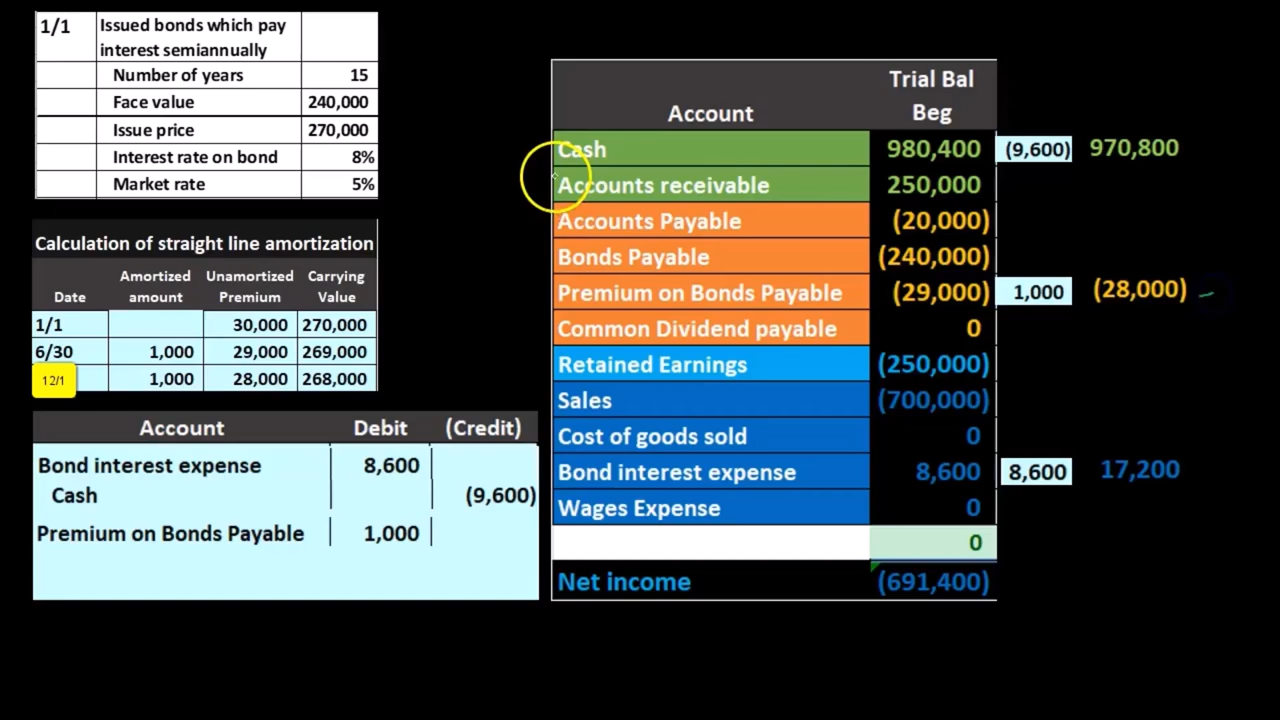 1/1 Issued bonds which pay
interest semiannually
Number of years 15
Face value 240,000
Issue price 270,000
Interest rate on bond 8%
Market rate 5%
Calculation of straight line amortization
Amortized Unamortized Carrying
Date amount Premium Value
1/1 30,000 270,000
6/30 1,000 29,000 269,000
12/1 1,000 28,000 268,000
Account Debit (Credit)
Bond interest expense 8,600
Cash (9,600)
Premium on Bonds Payable 1,000
Trial Bal
Account Beg
Cash 980,400 (9,600) 970,800
Accounts receivable 250,000
Accounts Payable (20,000)
Bonds Payable (240,000)
Premium on Bonds Payable (29,000) 1,000 (28,000)
Common Dividend payable 0
Retained Earnings (250,000)
Sales (700,000)
Cost of goods sold 0
Bond interest expense 8,600 8,600 17,200
Wages Expense 0
0
Net income (691,400)